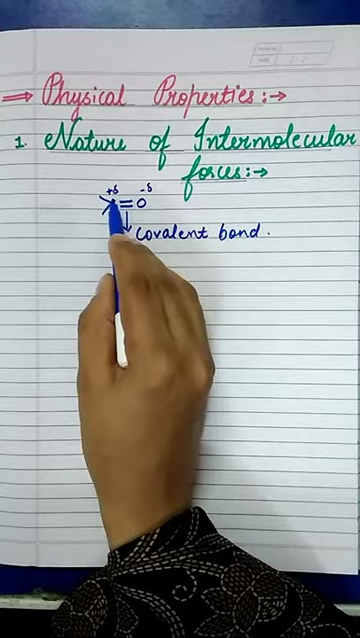 ⇒ Physical Properties:→
1. Nature of Intermolecular
forces:→
+δ -δ
=O
↓ covalent bond.